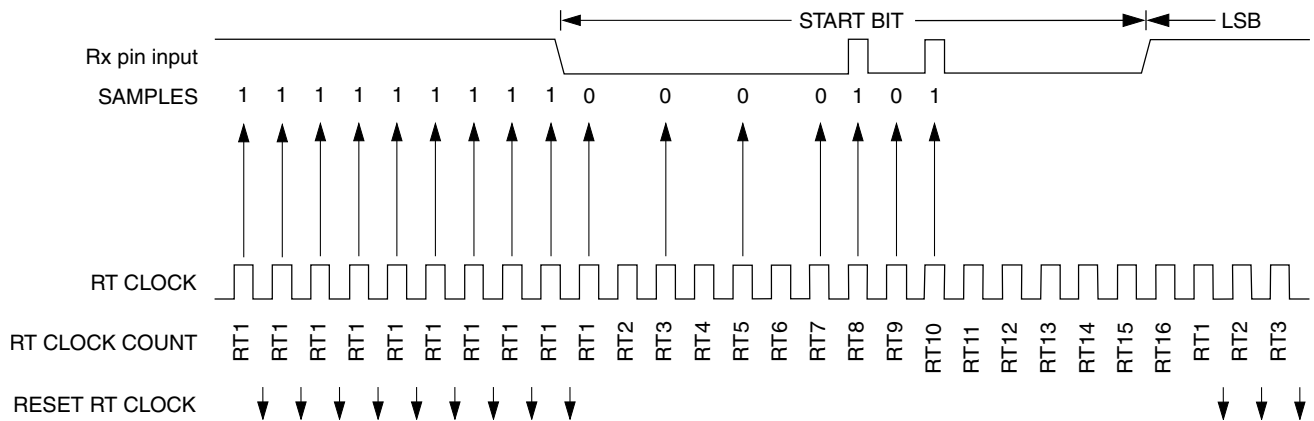 START BIT LSB
Rx pin input
SAMPLES 1 1 1 1 1 1 1 1 1 0 0 0 0 1 0 1
RT CLOCK
RT CLOCK COUNT RT1 RT1 RT1 RT1 RT1 RT1 RT1 RT1 RT1 RT1 RT2 RT3 RT4 RT5 RT6 RT7 RT8 RT9 RT10 RT11 RT12 RT13 RT14 RT15 RT16 RT1 RT2 RT3
RESET RT CLOCK